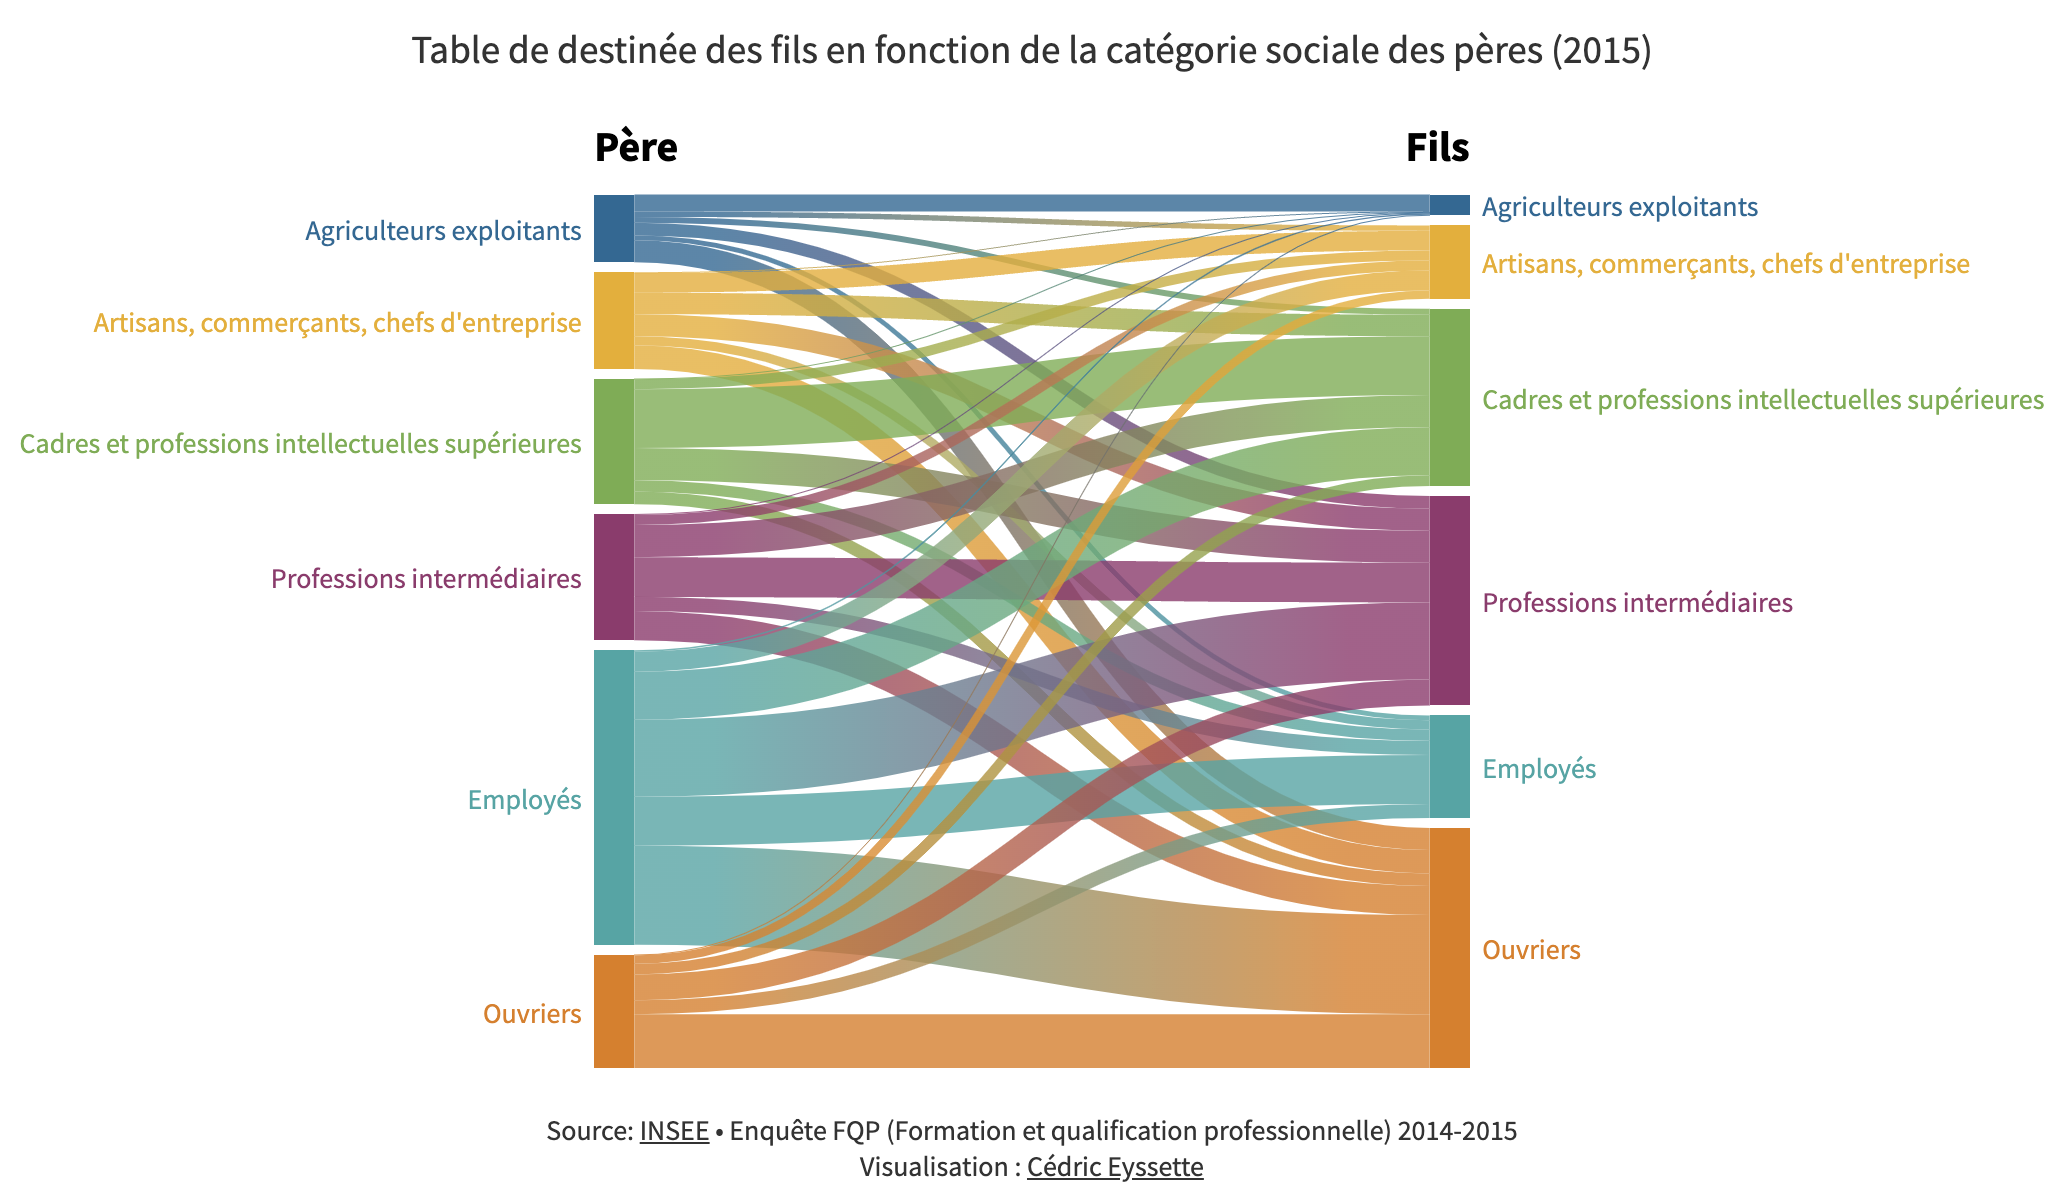 Table de destinée des fils en fonction de la catégorie sociale des pères (2015)
Père
Fils
Agriculteurs exploitants
Artisans, commerçants, chefs d'entreprise
Cadres et professions intellectuelles supérieures
Professions intermédiaires
Employés
Ouvriers
Agriculteurs exploitants
Artisans, commerçants, chefs d'entreprise
Cadres et professions intellectuelles supérieures
Professions intermédiaires
Employés
Ouvriers
Source: INSEE • Enquête FQP (Formation et qualification professionnelle) 2014-2015
Visualisation : Cédric Eyssette